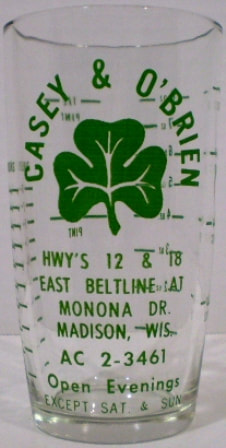 CASEY & O'BRIEN
HWY'S 12 & 18
EAST BELTLINE AT
MONONA DR.
MADISON, WIS.
AC 2-3461
Open Evenings
EXCEPT SAT. & SUN